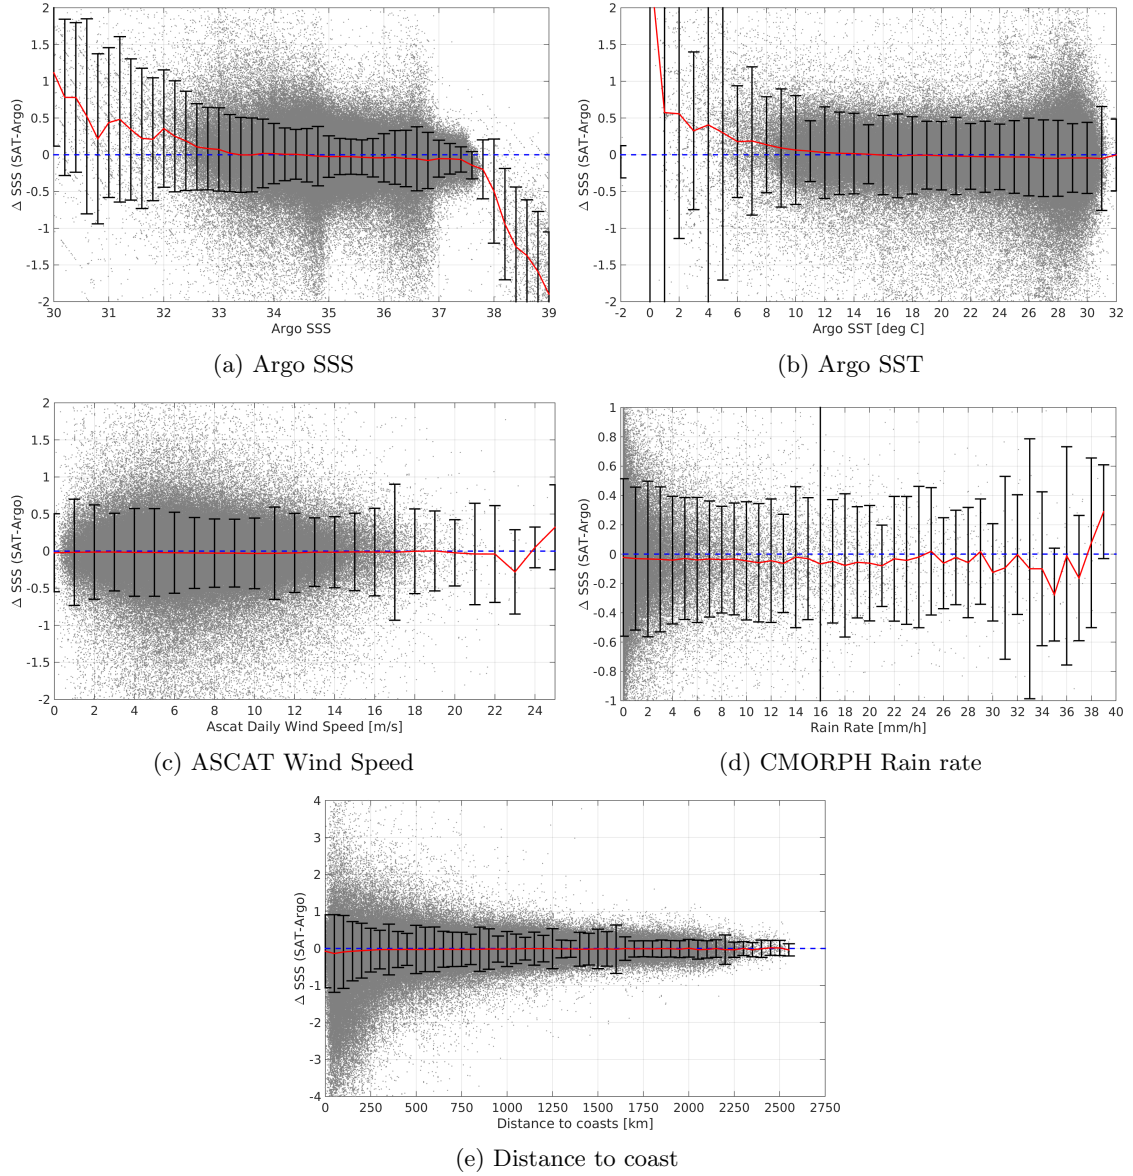 2
1.5
1
0.5
0
-0.5
-1
-1.5
-2
Δ SSS (SAT-Argo)
30 31 32 33 34 35 36 37 38 39
Argo SSS
(a) Argo SSS
2
1.5
1
0.5
0
-0.5
-1
-1.5
-2
Δ SSS (SAT-Argo)
-2 0 2 4 6 8 10 12 14 16 18 20 22 24 26 28 30 32
Argo SST [deg C]
(b) Argo SST
2
1.5
1
0.5
0
-0.5
-1
-1.5
-2
Δ SSS (SAT-Argo)
0 2 4 6 8 10 12 14 16 18 20 22 24
Ascat Daily Wind Speed [m/s]
(c) ASCAT Wind Speed
1
0.8
0.6
0.4
0.2
0
-0.2
-0.4
-0.6
-0.8
-1
Δ SSS (SAT-Argo)
0 2 4 6 8 10 12 14 16 18 20 22 24 26 28 30 32 34 36 38 40
Rain Rate [mm/h]
(d) CMORPH Rain rate
4
3
2
1
0
-1
-2
-3
-4
Δ SSS (SAT-Argo)
0 250 500 750 1000 1250 1500 1750 2000 2250 2500 2750
Distance to coasts [km]
(e) Distance to coast